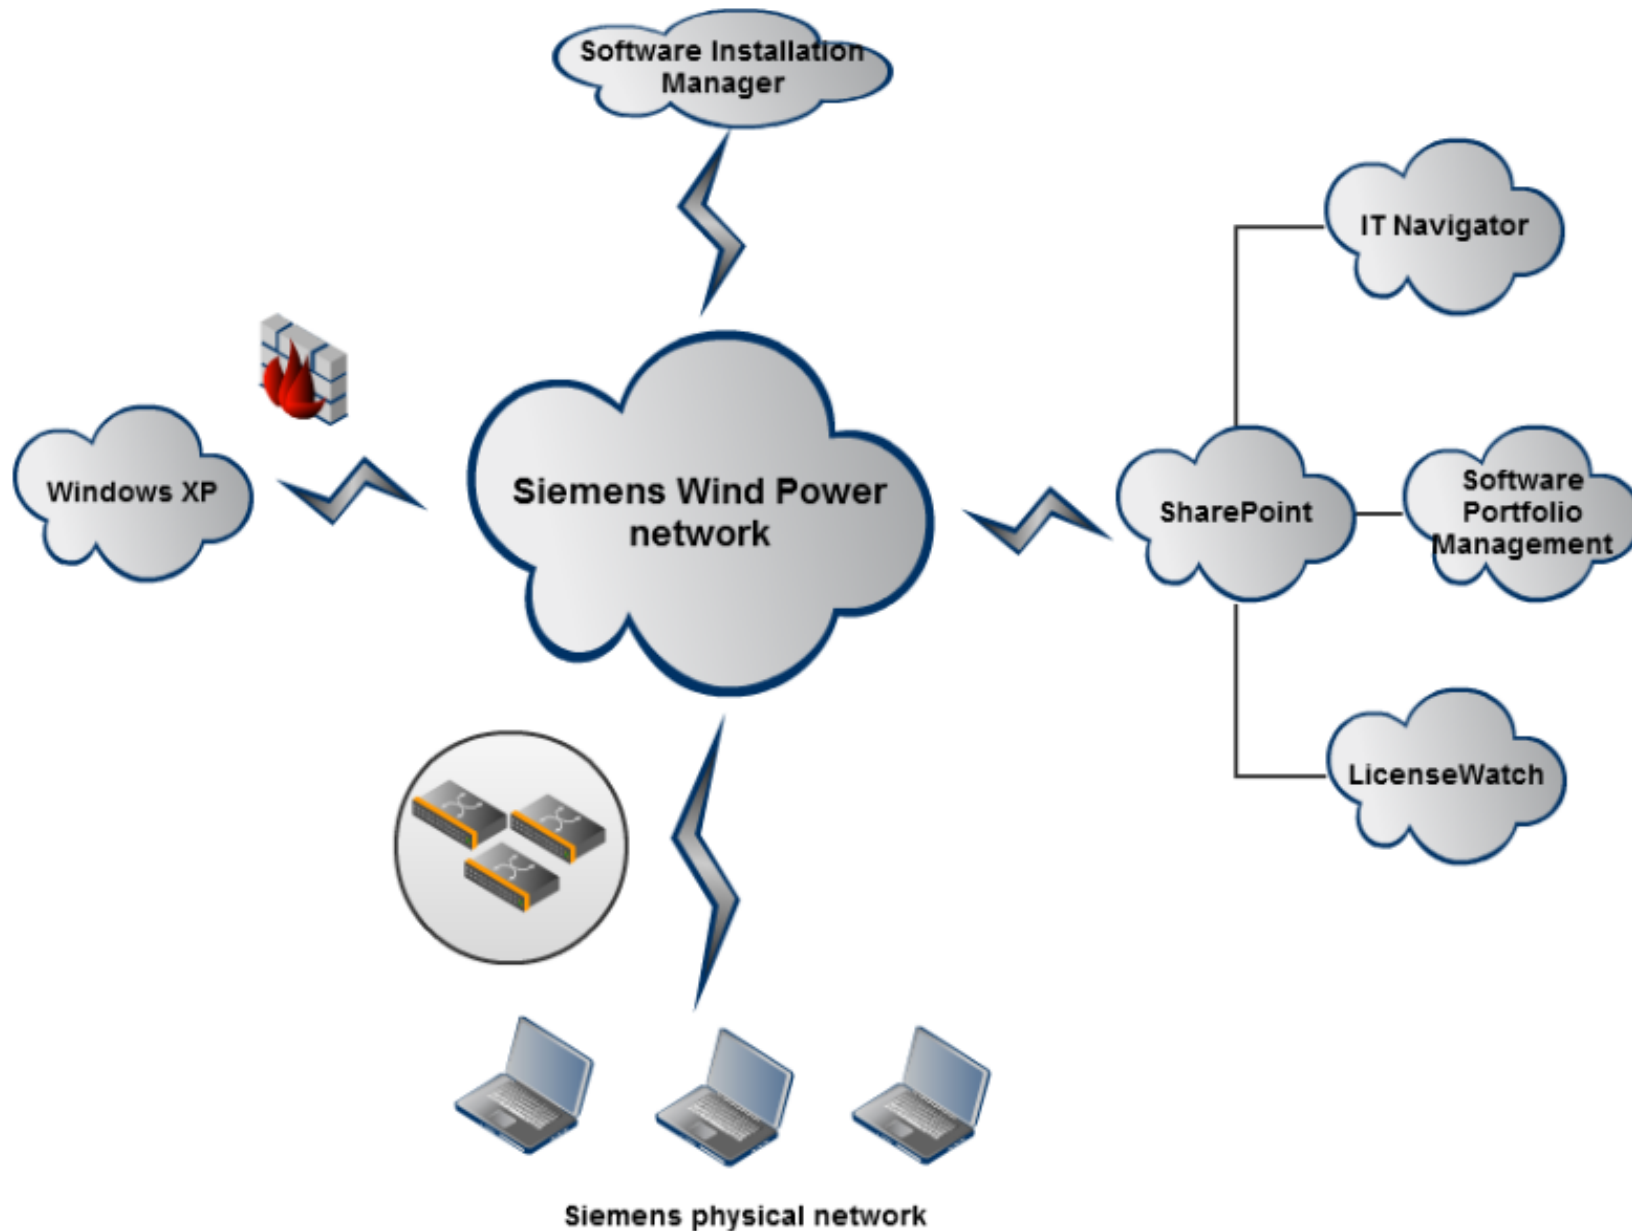 Software Installation
Manager
IT Navigator
Windows XP
Siemens Wind Power
network
SharePoint
Software
Portfolio
Management
LicenseWatch
Siemens physical network